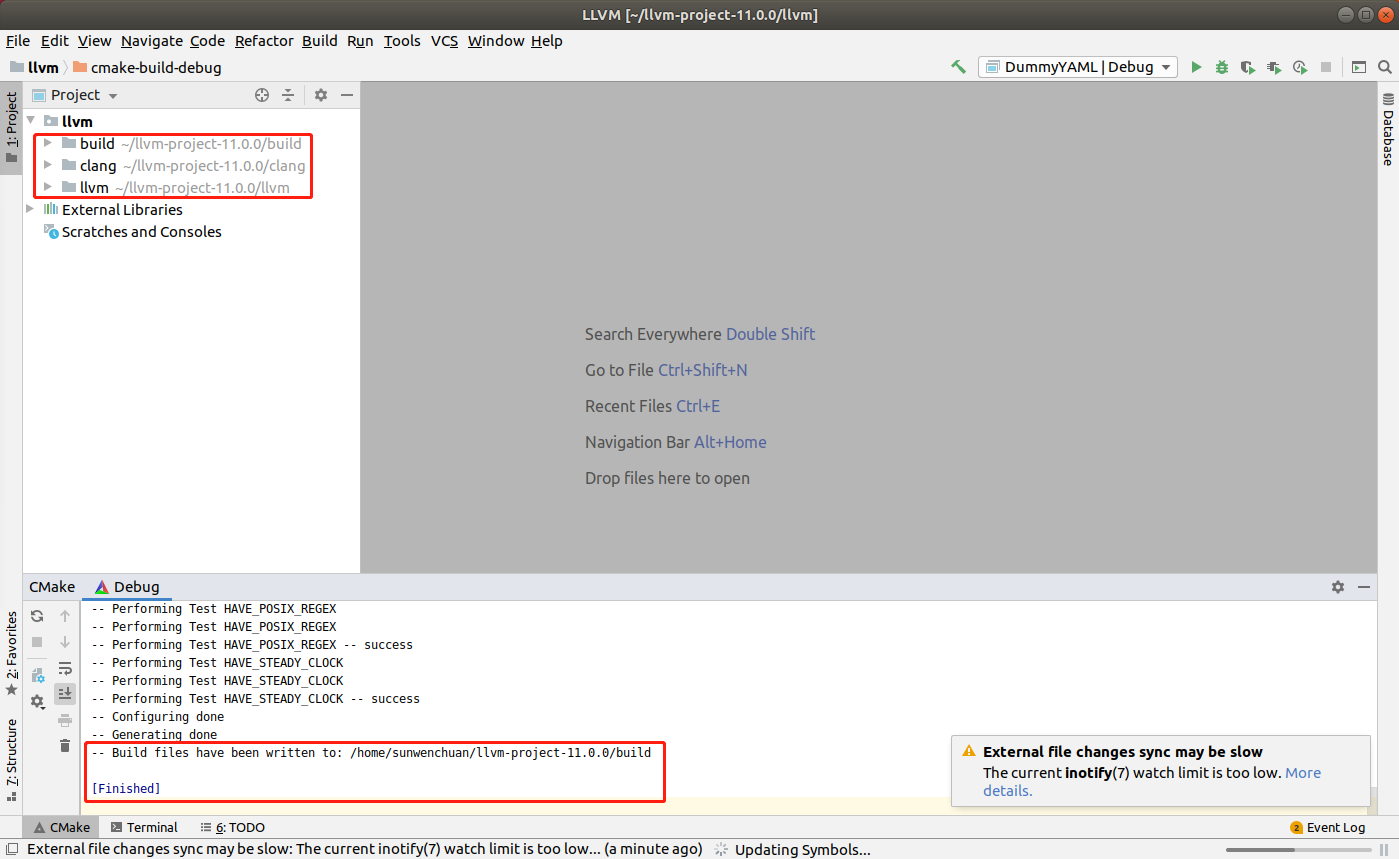 LLVM [~/llvm-project-11.0.0/llvm]
File Edit View Navigate Code Refactor Build Run Tools VCS Window Help
llvm cmake-build-debug DummyYAML | Debug
1: Project
Project
llvm
build ~/llvm-project-11.0.0/build
clang ~/llvm-project-11.0.0/clang
llvm ~/llvm-project-11.0.0/llvm
External Libraries
Scratches and Consoles
Database
Search Everywhere Double Shift
Go to File Ctrl+Shift+N
Recent Files Ctrl+E
Navigation Bar Alt+Home
Drop files here to open
2: Favorites
7: Structure
CMake Debug
-- Performing Test HAVE_POSIX_REGEX
-- Performing Test HAVE_POSIX_REGEX
-- Performing Test HAVE_POSIX_REGEX -- success
-- Performing Test HAVE_STEADY_CLOCK
-- Performing Test HAVE_STEADY_CLOCK
-- Performing Test HAVE_STEADY_CLOCK -- success
-- Configuring done
-- Generating done
-- Build files have been written to: /home/sunwenchuan/llvm-project-11.0.0/build
[Finished]
External file changes sync may be slow
The current inotify(7) watch limit is too low. More
details.
CMake Terminal 6: TODO 2 Event Log
External file changes sync may be slow: The current inotify(7) watch limit is too low... (a minute ago) Updating Symbols...